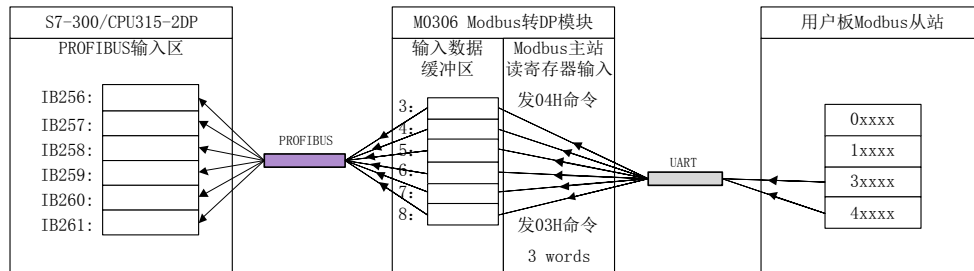 S7-300/CPU315-2DP
PROFIBUS输入区
IB256:
IB257:
IB258:
IB259:
IB260:
IB261:
PROFIBUS
M0306 Modbus转DP模块
输入数据
缓冲区
3:
4:
5:
6:
7:
8:
Modbus主站
读寄存器输入
发04H命令
发03H命令
3 words
UART
用户板Modbus从站
0xxxx
1xxxx
3xxxx
4xxxx